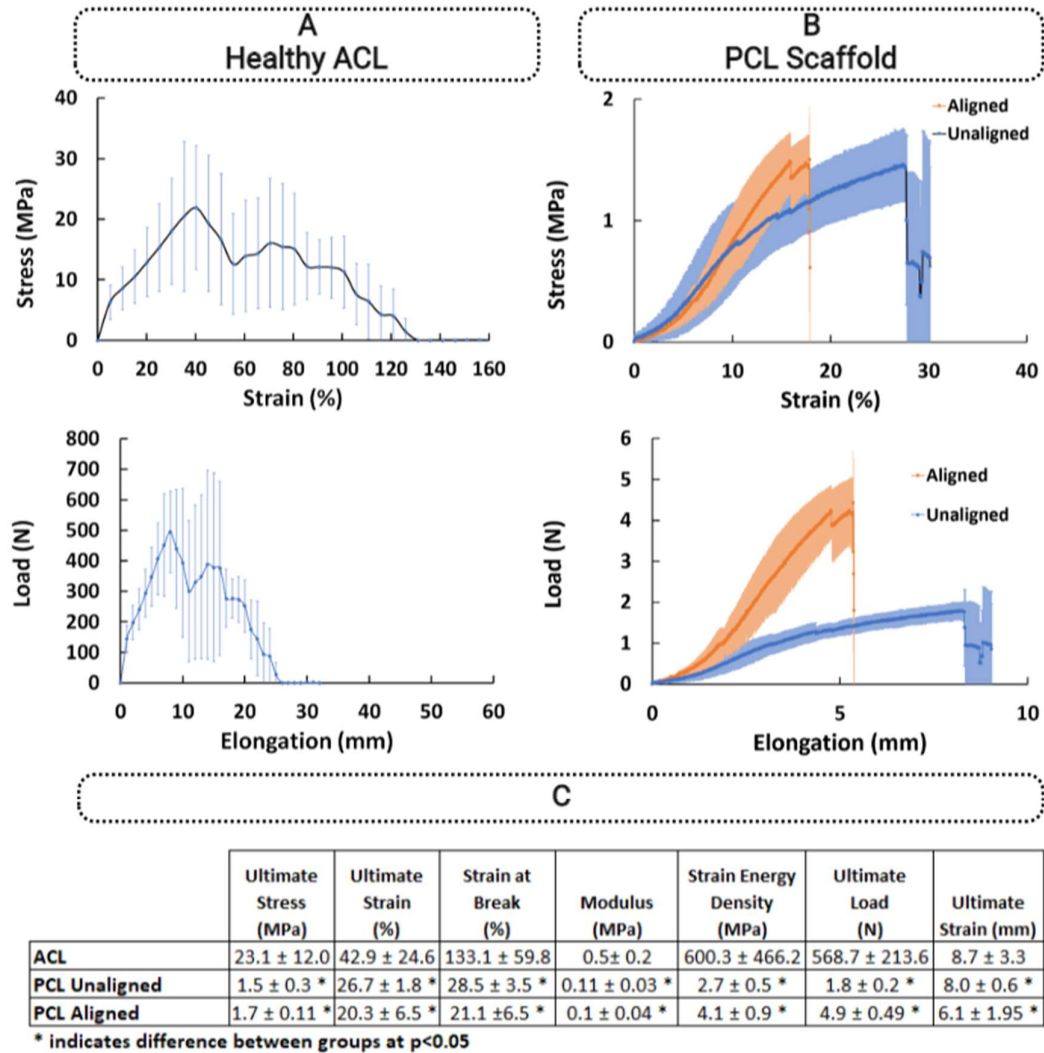 A
Healthy ACL
B
PCL Scaffold
40
30
20
10
0
Stress (MPa)
0 20 40 60 80 100 120 140 160
Strain (%)
2
1
0
Stress (MPa)
Aligned
Unaligned
0 10 20 30 40
Strain (%)
800
700
600
500
400
300
200
100
0
Load (N)
0 10 20 30 40 50 60
Elongation (mm)
6
5
4
3
2
1
0
Load (N)
Aligned
Unaligned
0 5 10
Elongation (mm)
C
Ultimate Stress (MPa) Ultimate Strain (%) Strain at Break (%) Modulus (MPa) Strain Energy Density (MPa) Ultimate Load (N) Ultimate Strain (mm)
ACL 23.1 ± 12.0 42.9 ± 24.6 133.1 ± 59.8 0.5± 0.2 600.3 ± 466.2 568.7 ± 213.6 8.7 ± 3.3
PCL Unaligned 1.5 ± 0.3 * 26.7 ± 1.8 * 28.5 ± 3.5 * 0.11 ± 0.03 * 2.7 ± 0.5 * 1.8 ± 0.2 * 8.0 ± 0.6 *
PCL Aligned 1.7 ± 0.11 * 20.3 ± 6.5 * 21.1 ±6.5 * 0.1 ± 0.04 * 4.1 ± 0.9 * 4.9 ± 0.49 * 6.1 ± 1.95 *
* indicates difference between groups at p<0.05